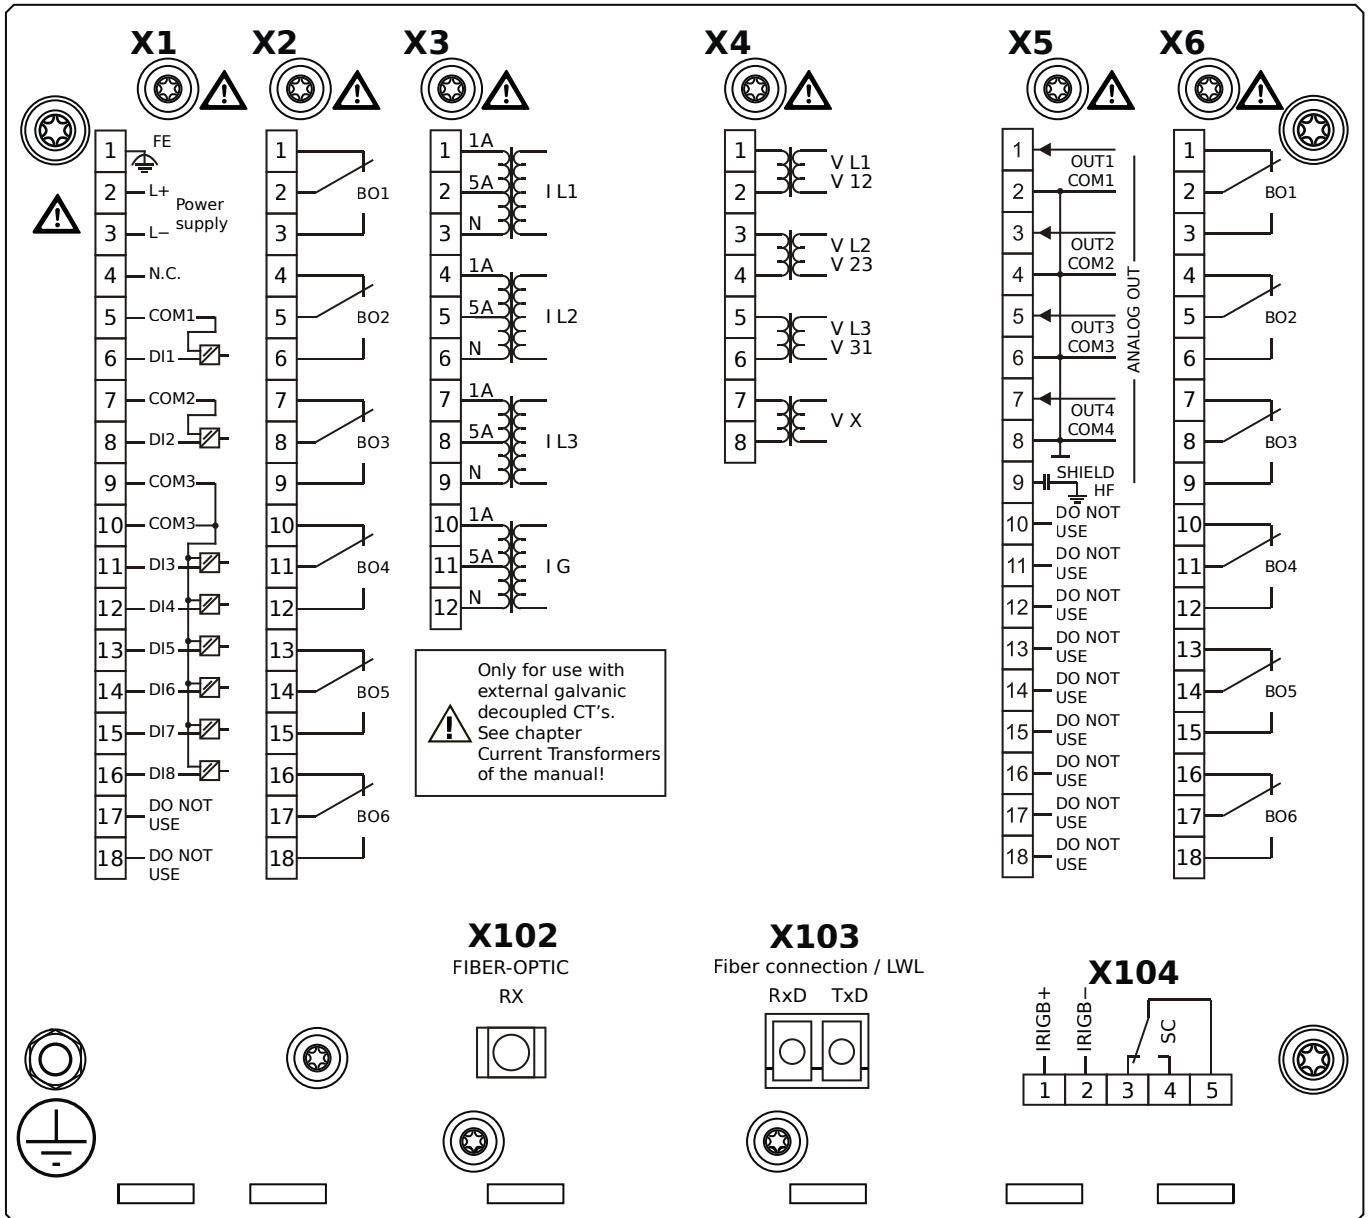 X1
X2
X3
X4
X5
X6
1 FE
2 L+
Power
supply
3 L−
4 N.C.
5 COM1
6 DI1
7 COM2
8 DI2
9 COM3
10 COM3
11 DI3
12 DI4
13 DI5
14 DI6
15 DI7
16 DI8
17 DO NOT
USE
18 DO NOT
USE
1
2 BO1
3
4
5 BO2
6
7
8 BO3
9
10
11 BO4
12
13
14 BO5
15
16
17 BO6
18
1 1A
2 5A I L1
3 N
4 1A
5 5A I L2
6 N
7 1A
8 5A I L3
9 N
10 1A
11 5A I G
12 N
Only for use with
external galvanic
decoupled CT's.
See chapter
Current Transformers
of the manual!
1 V L1
2 V 12
3 V L2
4 V 23
5 V L3
6 V 31
7 V X
8
1 OUT1
2 COM1
3 OUT2
4 COM2
5 OUT3
6 COM3
7 OUT4
8 COM4
ANALOG OUT
9 SHIELD
HF
10 DO NOT
USE
11 DO NOT
USE
12 DO NOT
USE
13 DO NOT
USE
14 DO NOT
USE
15 DO NOT
USE
16 DO NOT
USE
17 DO NOT
USE
18 DO NOT
USE
1
2 BO1
3
4
5 BO2
6
7
8 BO3
9
10
11 BO4
12
13
14 BO5
15
16
17 BO6
18
X102
FIBER-OPTIC
RX
X103
Fiber connection / LWL
RxD TxD
X104
IRIGB+
IRIGB−
SC
1 2 3 4 5